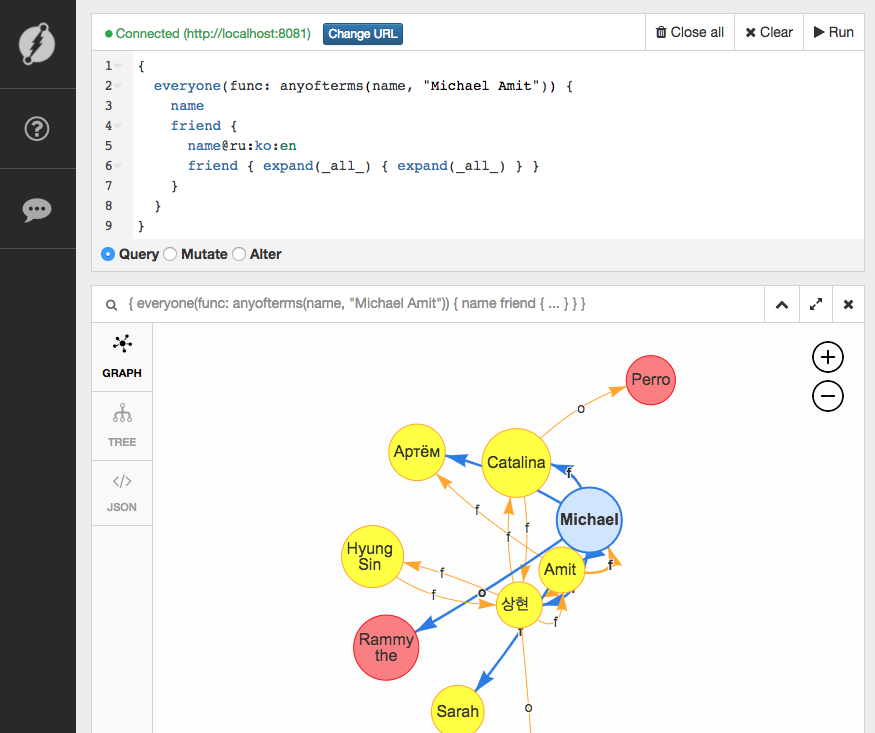 Connected (http://localhost:8081) Change URL Close all Clear Run
1 {
2 everyone(func: anyofterms(name, "Michael Amit")) {
3 name
4 friend {
5 name@ru:ko:en
6 friend { expand(_all_) { expand(_all_) } }
7 }
8 }
9 }
Query Mutate Alter
{ everyone(func: anyofterms(name, "Michael Amit")) { name friend { ... } } }
GRAPH
TREE
</>
JSON
Perro
o
Артём
Catalina
f
f
Michael
f
f
Hyung
Sin
Amit
f
f
o
f
상현
f
f
Rammy
the
Sarah
o